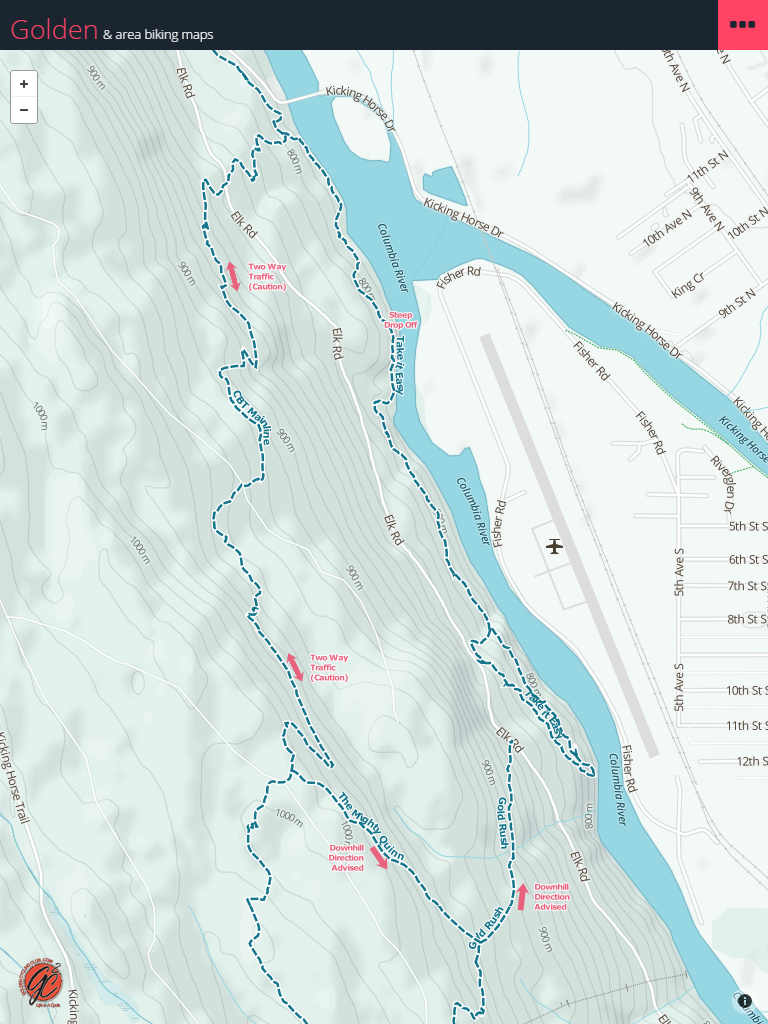 Golden & area biking maps
+
−
900 m
Elk Rd
Kicking Horse Dr
800 m
Elk Rd
Columbia River
Kicking Horse Dr
Fisher Rd
11th St N
9th Ave N
10th Ave N
10th St N
King Cr
9th St N
900 m
Two Way
Traffic
(Caution)
Steep
Drop Off
Take it Easy
Elk Rd
Kicking Horse Dr
Fisher Rd
Fisher Rd
1000 m
CBT Mainline
900 m
Columbia River
Fisher Rd
Riverglen Dr
Elk Rd
1000 m
900 m
5th Ave S
5th St S
6th St S
7th St S
8th St S
Two Way
Traffic
(Caution)
800 m
Take it Easy
5th Ave S
10th St S
11th St S
12th S
Elk Rd
900 m
Fisher Rd
Columbia River
Kicking Horse Trail
1000 m
1000 m
The Mighty Quinn
Gold Rush
800 m
Downhill
Direction
Advised
Elk Rd
Downhill
Direction
Advised
Gold Rush
900 m